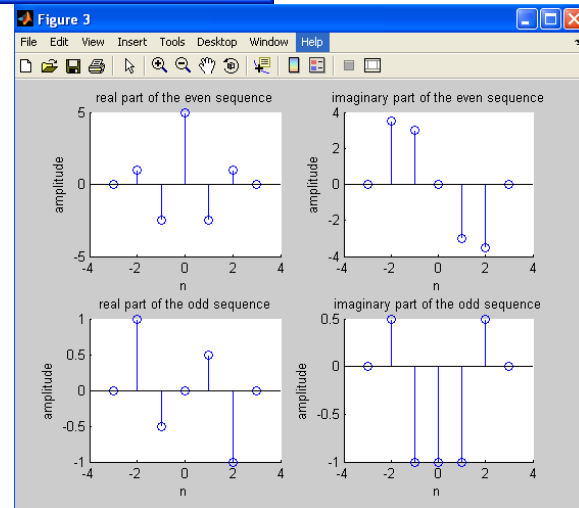 Figure 3
File Edit View Insert Tools Desktop Window Help
real part of the even sequence
5
0
-5
-4 -2 0 2 4
amplitude
n
imaginary part of the even sequence
4
2
0
-2
-4
-4 -2 0 2 4
amplitude
n
real part of the odd sequence
1
0.5
0
-0.5
-1
-4 -2 0 2 4
amplitude
n
imaginary part of the odd sequence
0.5
0
-0.5
-1
-4 -2 0 2 4
amplitude
n